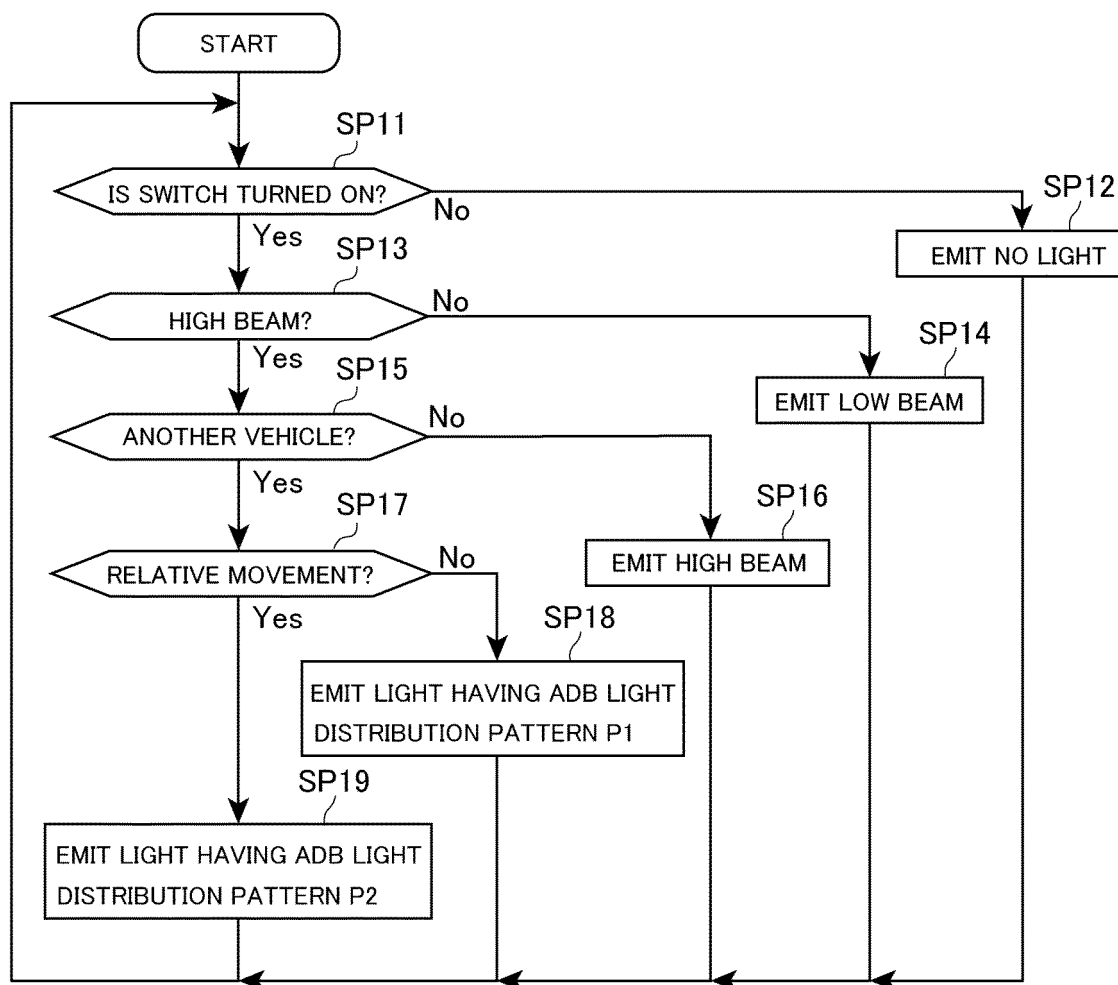 START
SP11
IS SWITCH TURNED ON?
No
SP12
EMIT NO LIGHT
Yes
SP13
HIGH BEAM?
No
SP14
EMIT LOW BEAM
Yes
SP15
ANOTHER VEHICLE?
No
SP16
EMIT HIGH BEAM
Yes
SP17
RELATIVE MOVEMENT?
No
SP18
EMIT LIGHT HAVING ADB LIGHT
DISTRIBUTION PATTERN P1
Yes
SP19
EMIT LIGHT HAVING ADB LIGHT
DISTRIBUTION PATTERN P2